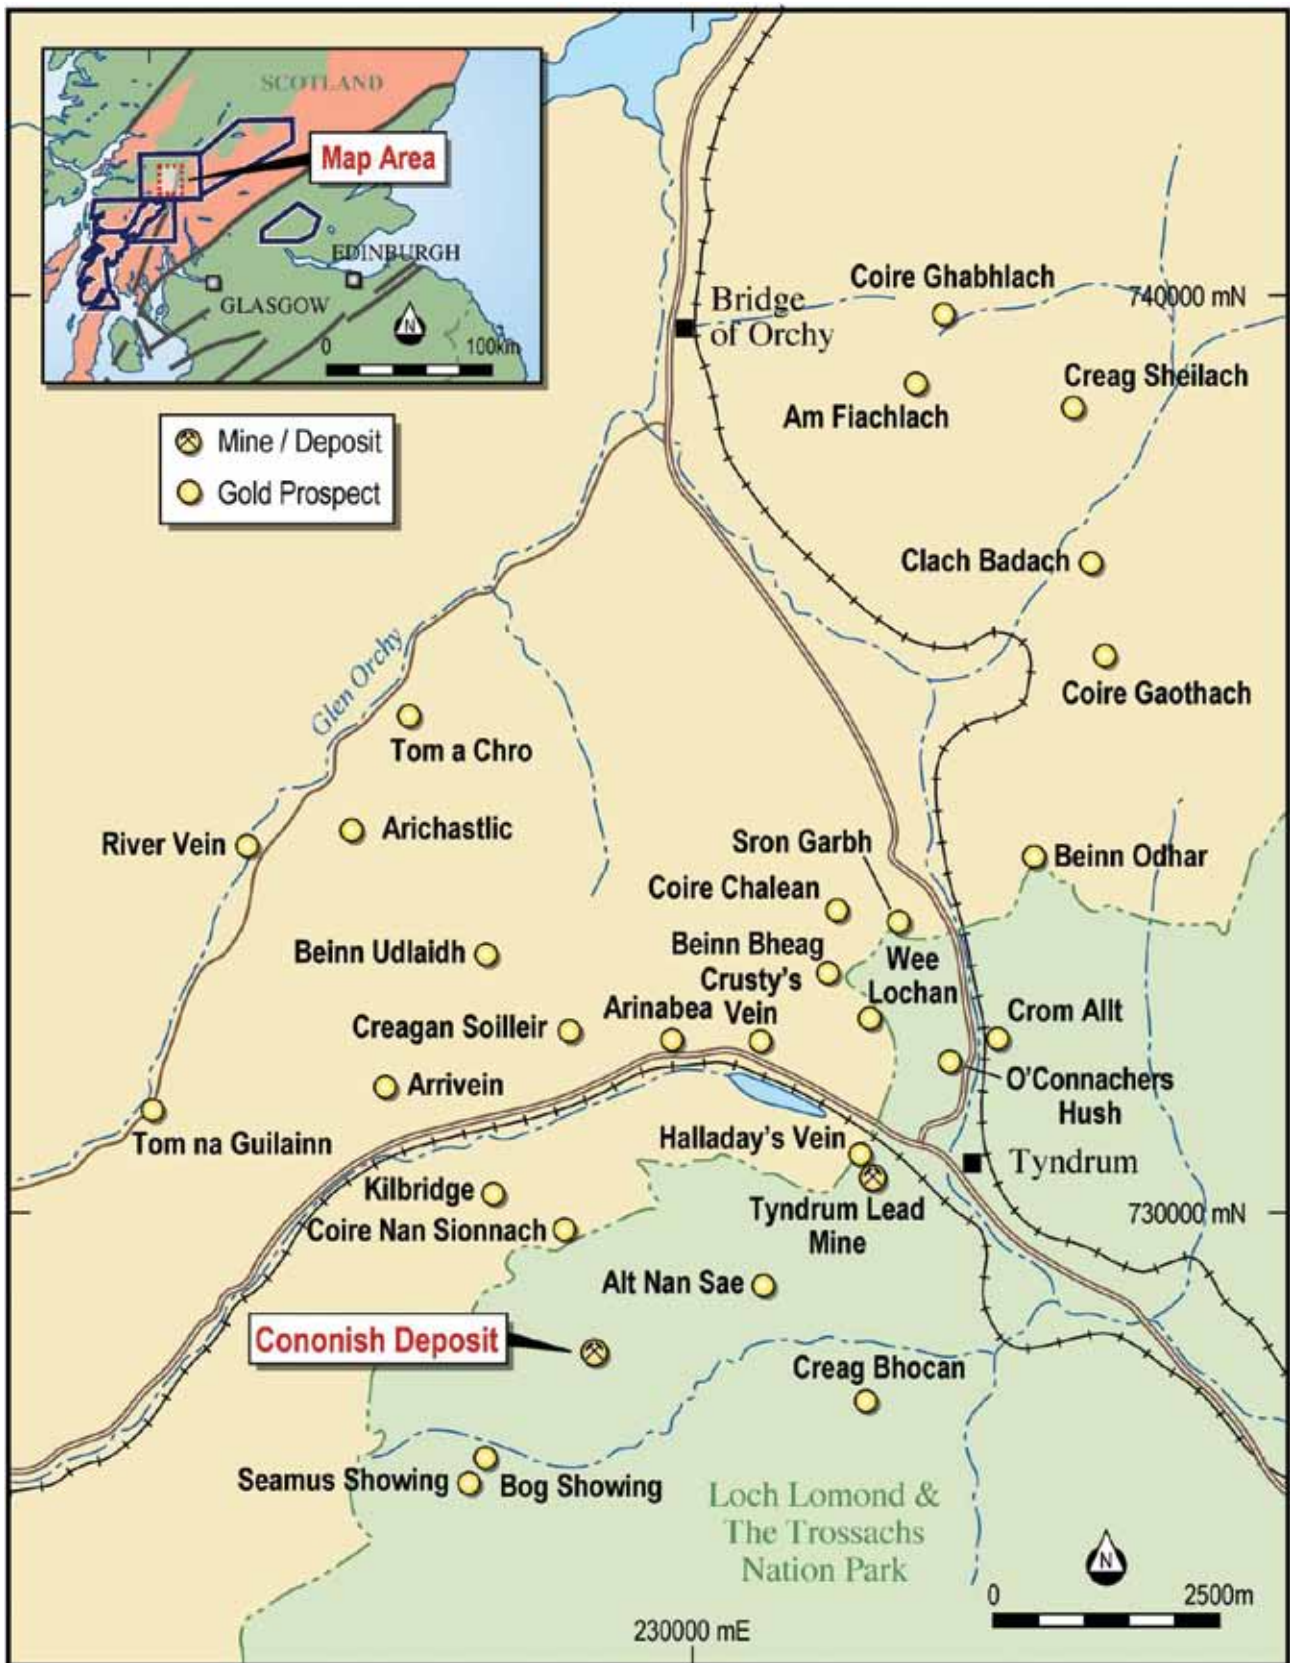 SCOTLAND
Map Area
EDINBURGH
GLASGOW
N
0 100km
Mine / Deposit
Gold Prospect
Bridge
of Orchy
Coire Ghabhlach
740000 mN
Creag Sheilach
Am Fiachlach
Clach Badach
Coire Gaothach
Glen Orchy
Tom a Chro
River Vein
Arichastlic
Sron Garbh
Beinn Odhar
Coire Chalean
Beinn Udlaidh
Beinn Bheag
Wee
Lochan
Crusty's
Vein
Creagan Soilleir
Arinabea
Crom Allt
Arrivein
O'Connachers
Hush
Tom na Guilainn
Halladay's Vein
Tyndrum
Kilbridge
Tyndrum Lead
Mine
730000 mN
Coire Nan Sionnach
Alt Nan Sae
Cononish Deposit
Creag Bhocan
Seamus Showing
Bog Showing
Loch Lomond &
The Trossachs
Nation Park
N
0 2500m
230000 mE